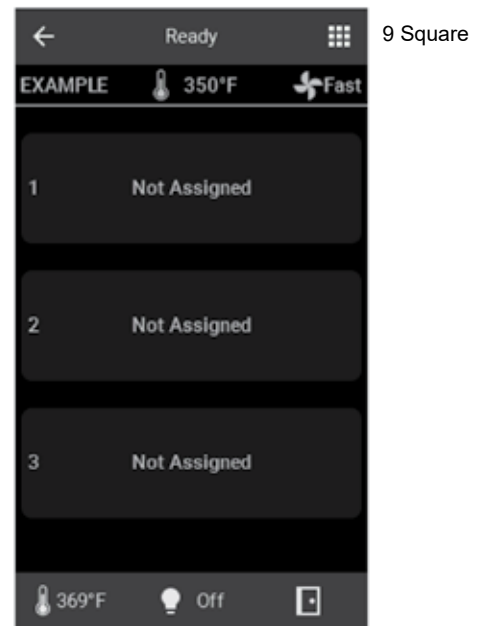 Ready
9 Square
EXAMPLE 350°F Fast
1 Not Assigned
2 Not Assigned
3 Not Assigned
369°F Off